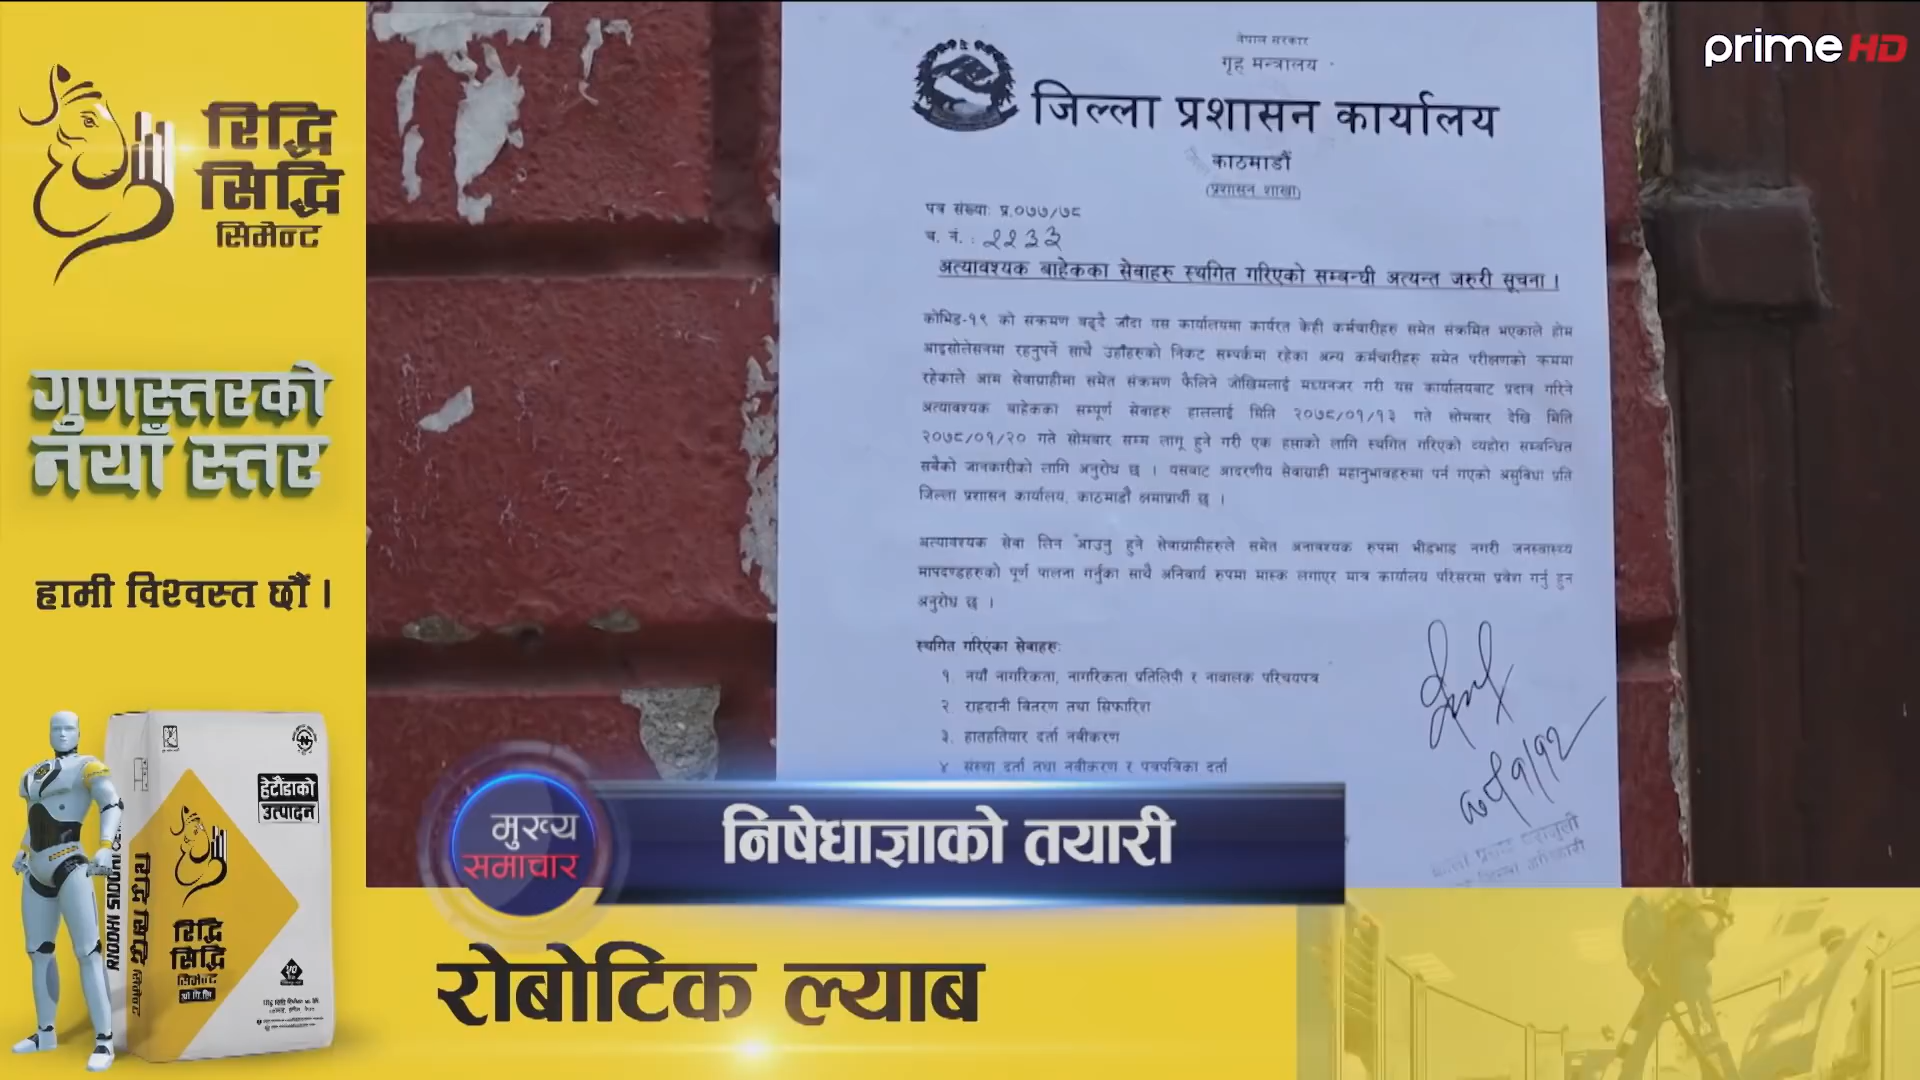 prime HD
रिद्धि
सिद्धि
सिमेन्ट
गुणस्तरको
नयाँ स्तर
हामी विश्वस्त छौं ।
हेटौंडाको
उत्पादन
RIDDHI SIDDHI
रिद्धि सिद्धि सिमेन्ट
रिद्धि
सिद्धि
सिमेन्ट
ओ.पि.सि
नेपाल सरकार
गृह मन्त्रालय
जिल्ला प्रशासन कार्यालय
काठमाडौं
(प्रशासन शाखा)
पत्र संख्याः प्र.०७७/७८
च. नं. : २२३३
अत्यावश्यक बाहेकका सेवाहरु स्थगित गरिएको सम्बन्धी अत्यन्त जरुरी सूचना ।
कोभिड-१९ को संक्रमण बढ्दै जाँदा यस कार्यालयमा कार्यरत केही कर्मचारीहरु समेत संक्रमित भएकाले होम
आइसोलेसनमा रहनुपर्ने साथै उहाँहरुको निकट सम्पर्कमा रहेका अन्य कर्मचारीहरु समेत परीक्षणको क्रममा
रहेकाले आम सेवाग्राहीमा समेत संक्रमण फैलिने जोखिमलाई मध्यनजर गरी यस कार्यालयबाट प्रदान गरिने
अत्यावश्यक बाहेकका सम्पूर्ण सेवाहरु हाललाई मिति २०७८/०१/१३ गते सोमबार देखि मिति
२०७८/०१/२० गते सोमबार सम्म लागू हुने गरी एक हप्ताको लागि स्थगित गरिएको व्यहोरा सम्बन्धित
सबैको जानकारीको लागि अनुरोध छ । यसबाट आदरणीय सेवाग्राही महानुभावहरुमा पर्न गएको असुविधा प्रति
जिल्ला प्रशासन कार्यालय, काठमाडौं क्षमाप्रार्थी छ ।
अत्यावश्यक सेवा लिन आउनु हुने सेवाग्राहीहरुले समेत अनावश्यक रुपमा भीडभाड नगरी जनस्वास्थ्य
मापदण्डहरुको पूर्ण पालना गर्नुका साथै अनिवार्य रुपमा मास्क लगाएर मात्र कार्यालय परिसरमा प्रवेश गर्नु हुन
अनुरोध छ ।
स्थगित गरिएका सेवाहरुः
१. नयाँ नागरिकता, नागरिकता प्रतिलिपी र नाबालक परिचयपत्र
२. राहदानी वितरण तथा सिफारिश
३. हातहतियार दर्ता नवीकरण
४. संस्था दर्ता तथा नवीकरण र पत्रपत्रिका दर्ता
मुख्य
समाचार
निषेधाज्ञाको तयारी
रोबोटिक ल्याब